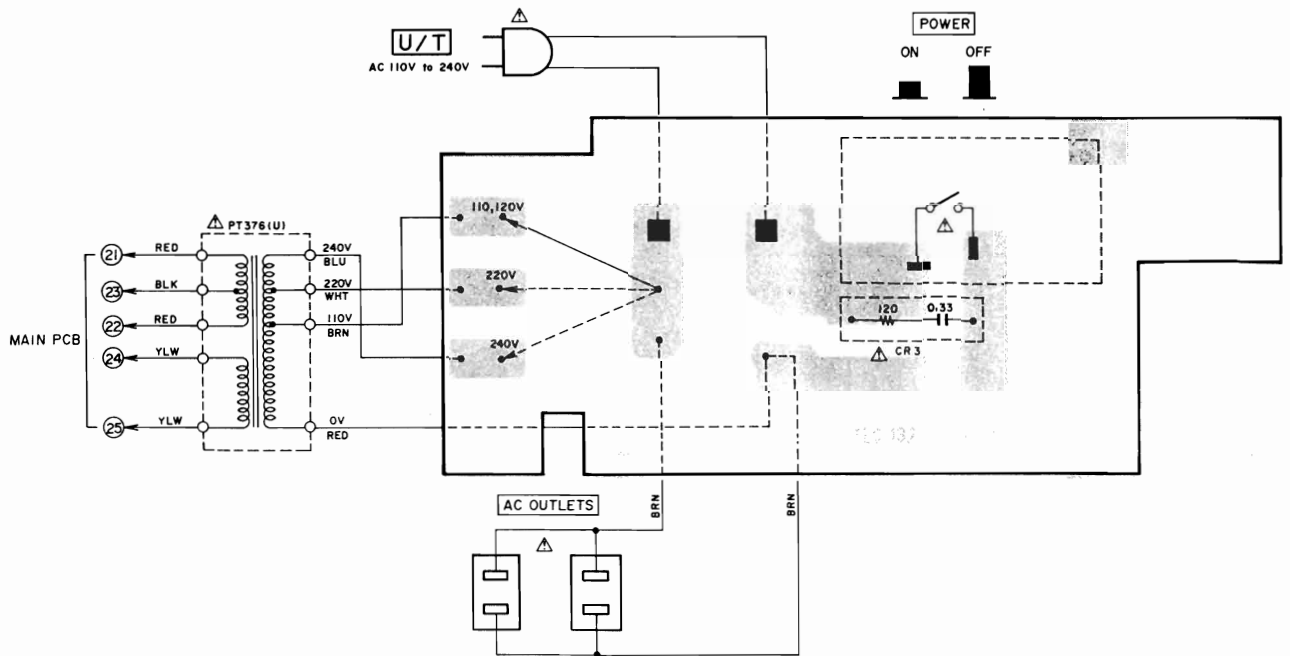 U/T
AC 110V to 240V
POWER
ON OFF
PT376(U)
MAIN PCB
21 RED
23 BLK
22 RED
24 YLW
25 YLW
240V
BLU
220V
WHT
110V
BRN
0V
RED
110,120V
220V
240V
120 0.33
CR3
BRN
BRN
AC OUTLETS